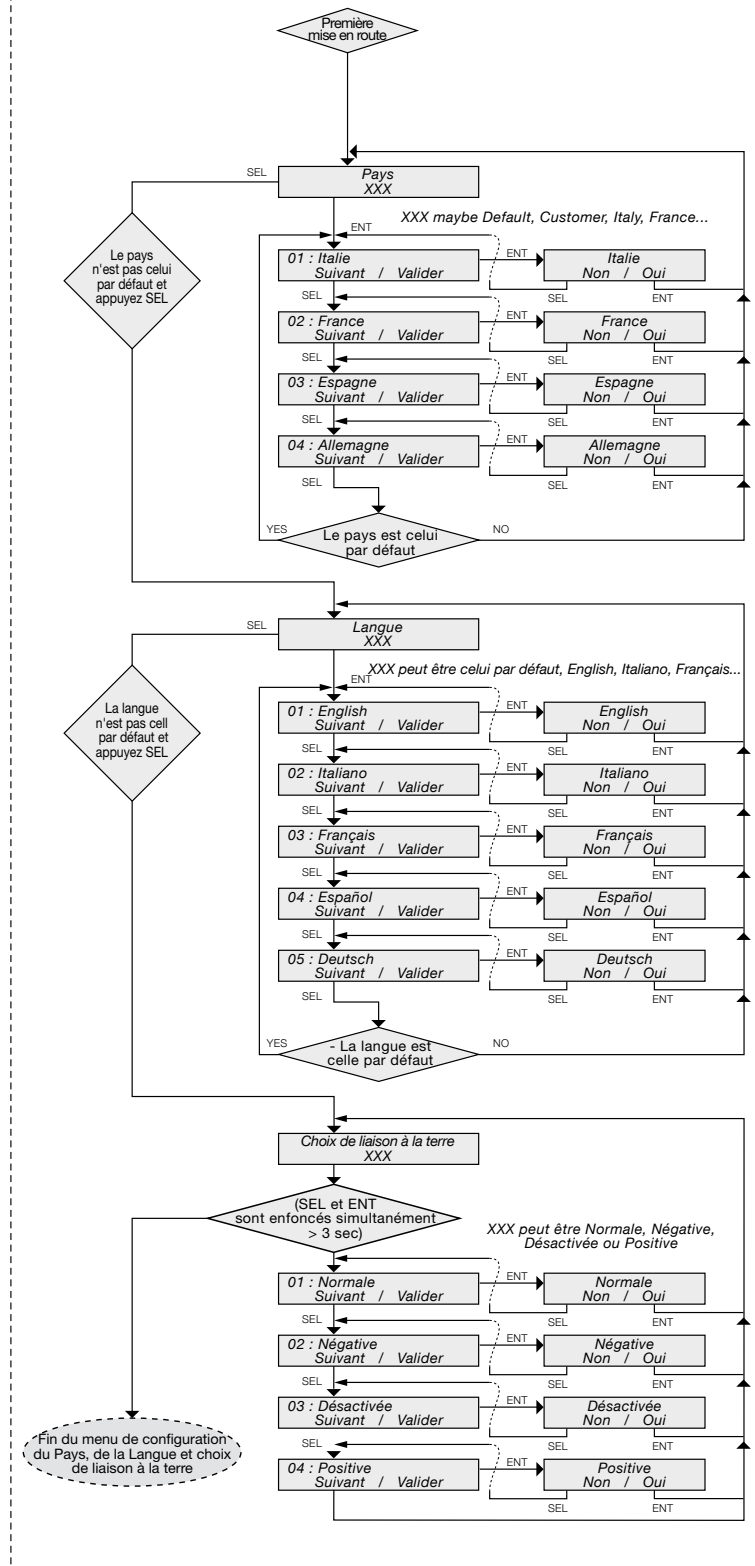 Première
mise en route
SEL
Pays
XXX
XXX maybe Default, Customer, Italy, France...
ENT
Le pays
n'est pas celui
par défaut et
appuyez SEL
01 : Italie
Suivant / Valider
ENT
Italie
Non / Oui
SEL
SEL
ENT
02 : France
Suivant / Valider
ENT
France
Non / Oui
SEL
SEL
ENT
03 : Espagne
Suivant / Valider
ENT
Espagne
Non / Oui
SEL
SEL
ENT
04 : Allemagne
Suivant / Valider
ENT
Allemagne
Non / Oui
SEL
SEL
ENT
YES
Le pays est celui
par défaut
NO
SEL
Langue
XXX
XXX peut être celui par défaut, English, Italiano, Français...
ENT
La langue
n'est pas cell
par défaut et
appuyez SEL
01 : English
Suivant / Valider
ENT
English
Non / Oui
SEL
SEL
ENT
02 : Italiano
Suivant / Valider
ENT
Italiano
Non / Oui
SEL
SEL
ENT
03 : Français
Suivant / Valider
ENT
Français
Non / Oui
SEL
SEL
ENT
04 : Español
Suivant / Valider
ENT
Español
Non / Oui
SEL
SEL
ENT
05 : Deutsch
Suivant / Valider
ENT
Deutsch
Non / Oui
SEL
SEL
ENT
YES
- La langue est
celle par défaut
NO
Choix de liaison à la terre
XXX
(SEL et ENT
sont enfoncés simultanément
> 3 sec)
XXX peut être Normale, Négative,
Désactivée ou Positive
01 : Normale
Suivant / Valider
ENT
Normale
Non / Oui
SEL
SEL
ENT
02 : Négative
Suivant / Valider
ENT
Négative
Non / Oui
SEL
SEL
ENT
03 : Désactivée
Suivant / Valider
ENT
Désactivée
Non / Oui
SEL
SEL
ENT
04 : Positive
Suivant / Valider
ENT
Positive
Non / Oui
SEL
ENT
Fin du menu de configuration
du Pays, de la Langue et choix
de liaison à la terre